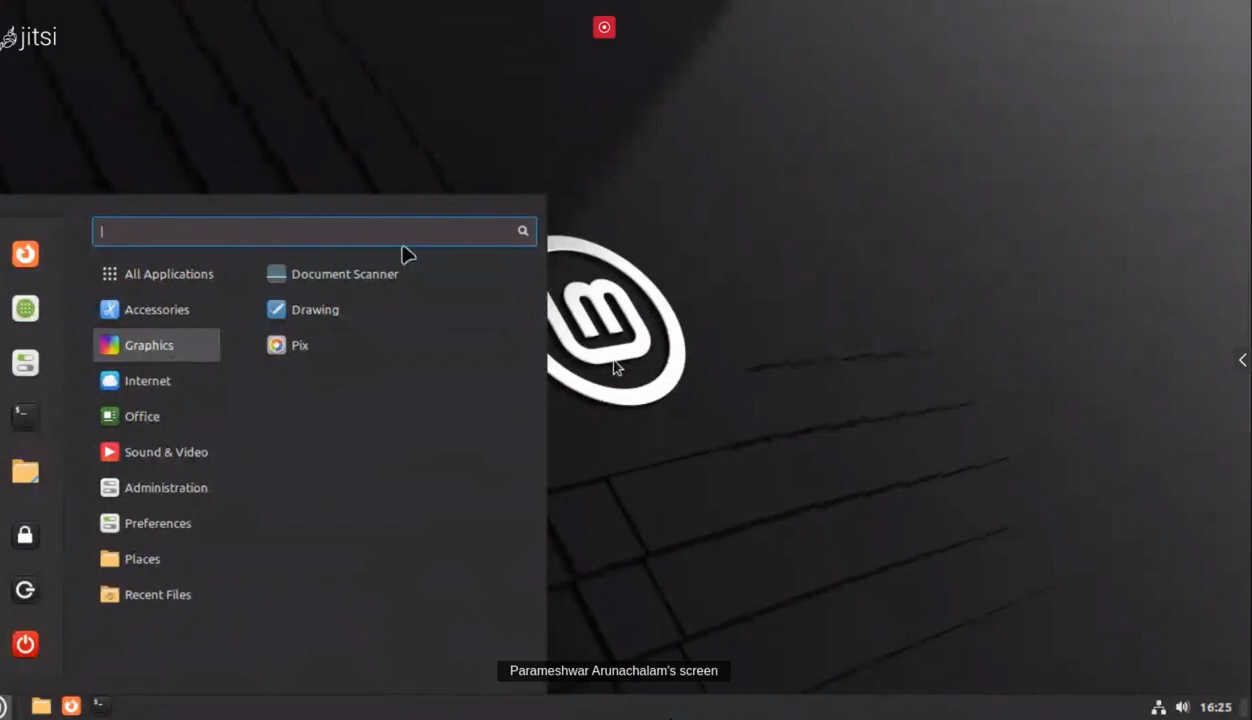 jitsi
All Applications
Accessories
Graphics
Internet
Office
Sound & Video
Administration
Preferences
Places
Recent Files
Document Scanner
Drawing
Pix
Parameshwar Arunachalam's screen
16:25